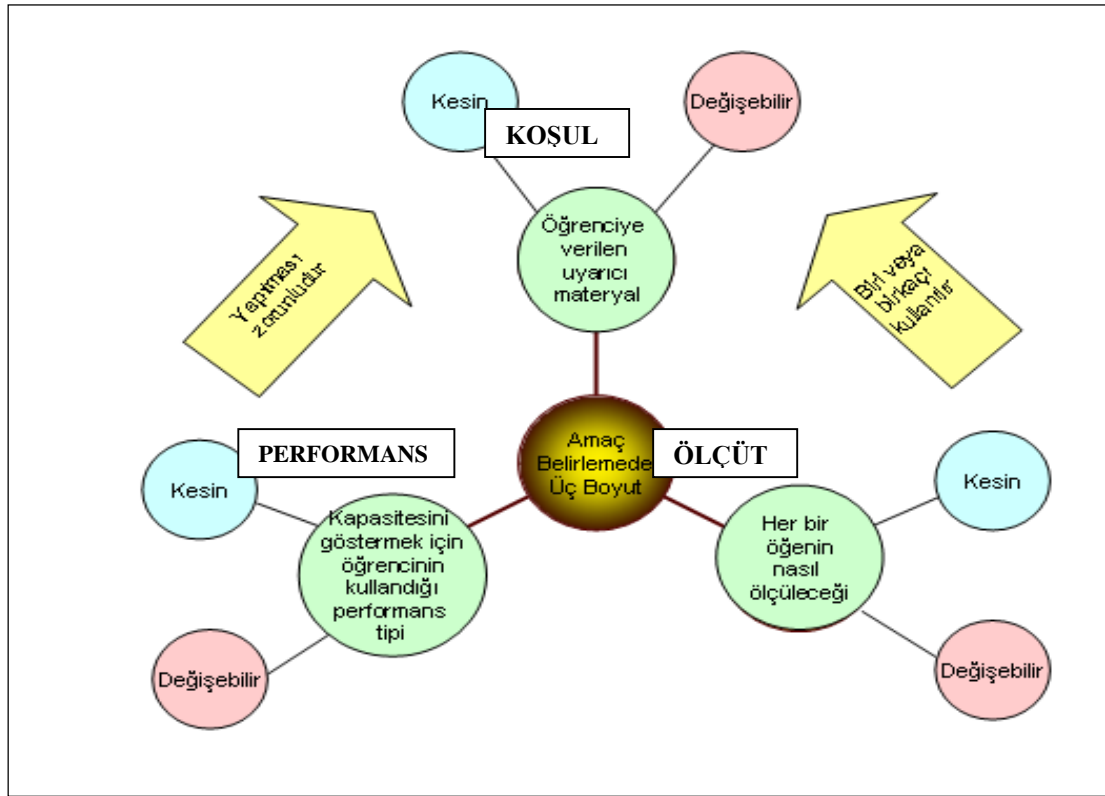 Kesin
Değişebilir
KOŞUL
Öğrenciye
verilen
uyarıcı
materyal
Yapılması
zorunludur
Biri veya
birkaçı
kullanılır
PERFORMANS
Amaç
Belirlemede
Üç Boyut
ÖLÇÜT
Kesin
Kapasitesini
göstermek için
öğrencinin
kullandığı
performans
tipi
Değişebilir
Her bir
öğenin
nasıl
ölçüleceği
Kesin
Değişebilir